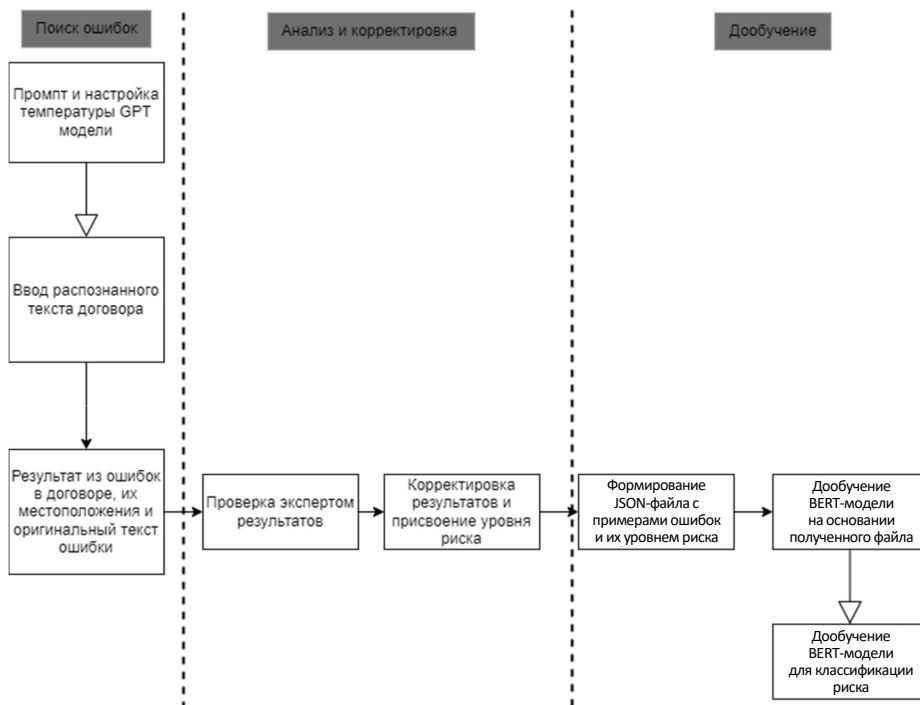 Поиск ошибок
Анализ и корректировка
Дообучение
Промпт и настройка
температуры GPT
модели
Ввод распознанного
текста договора
Результат из ошибок
в договоре, их
местоположения и
оригинальный текст
ошибки
Проверка экспертом
результатов
Корректировка
результатов и
присвоение уровня
риска
Формирование
JSON-файла с
примерами ошибок
и их уровнем риска
Дообучение
BERT-модели
на основании
полученного файла
Дообучение
BERT-модели
для классификации
риска